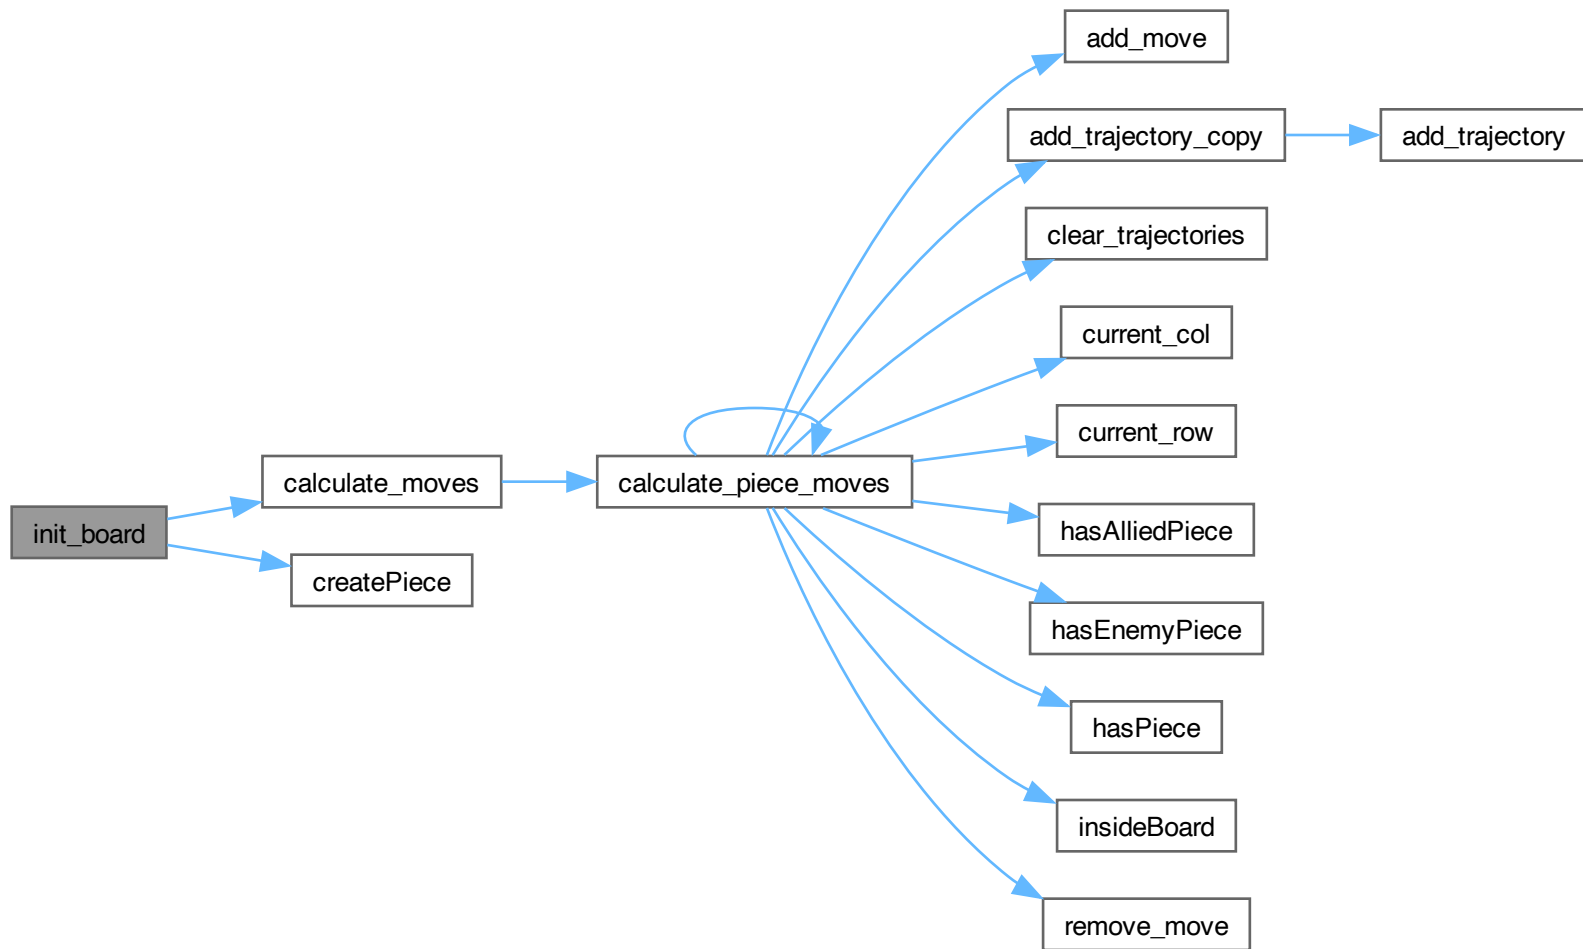 add_move
add_trajectory_copy
add_trajectory
clear_trajectories
current_col
current_row
calculate_moves
calculate_piece_moves
init_board
hasAlliedPiece
createPiece
hasEnemyPiece
hasPiece
insideBoard
remove_move